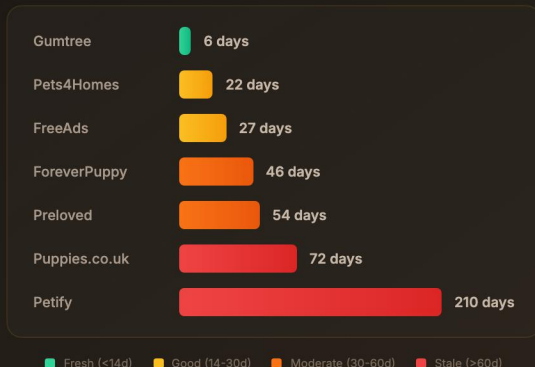 Gumtree 6 days
Pets4Homes 22 days
FreeAds 27 days
ForeverPuppy 46 days
Preloved 54 days
Puppies.co.uk 72 days
Petify 210 days
Fresh (<14d) Good (14-30d) Moderate (30-60d) Stale (>60d)